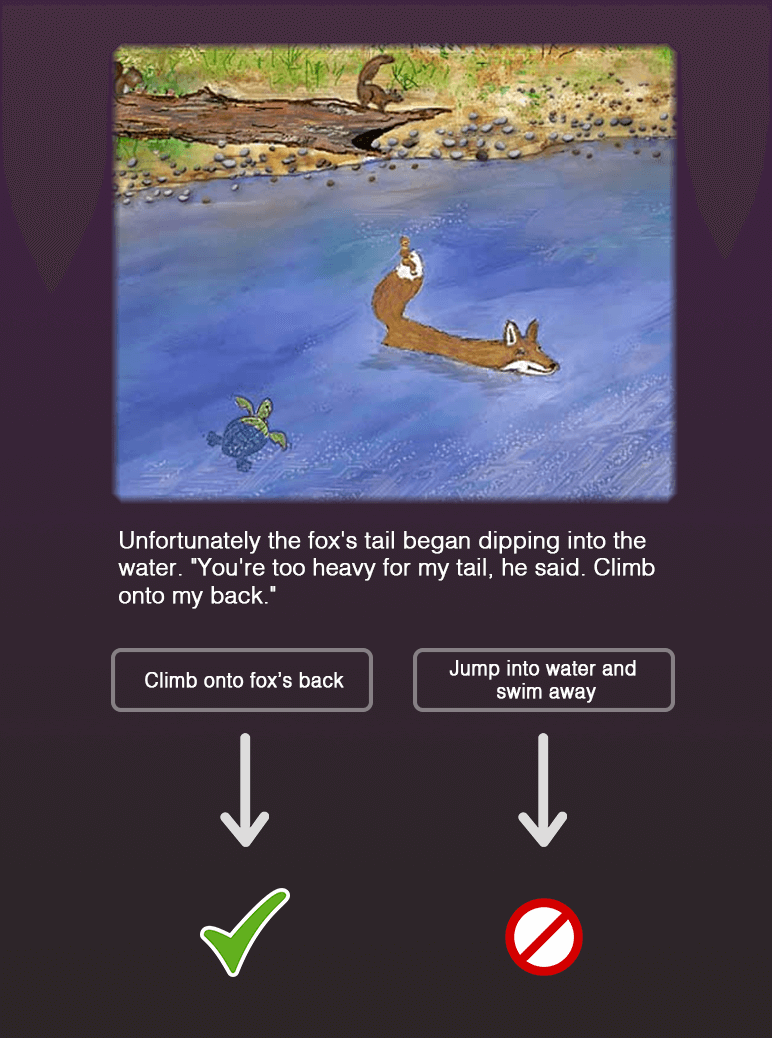 Unfortunately the fox's tail began dipping into the
water. "You're too heavy for my tail, he said. Climb
onto my back."
Climb onto fox's back
Jump into water and
swim away